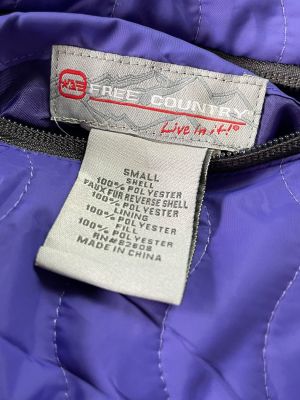 FREE COUNTRY
Live in it!®
SMALL
SHELL
100% POLYESTER
FAUX FUR REVERSE SHELL
100% POLYESTER
LINING
100% POLYESTER
FILL
100% POLYESTER
RN#82808
MADE IN CHINA